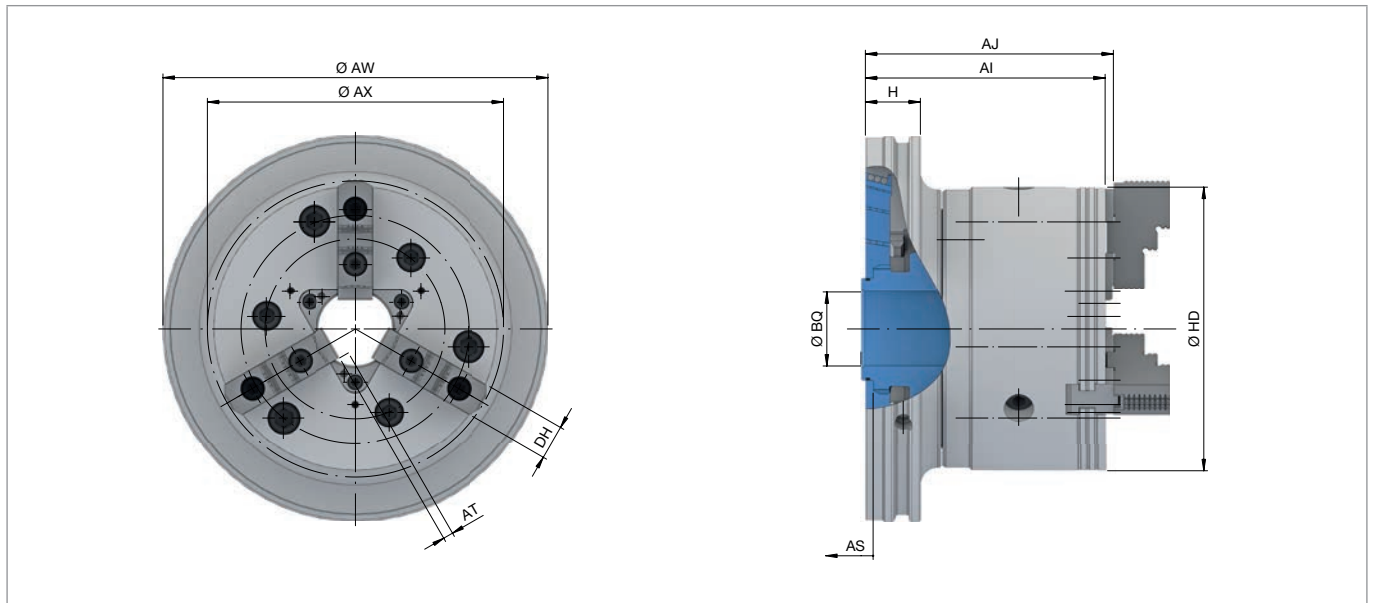 Ø AW
Ø AX
DH
AT
AJ
AI
H
Ø BQ
Ø HD
AS